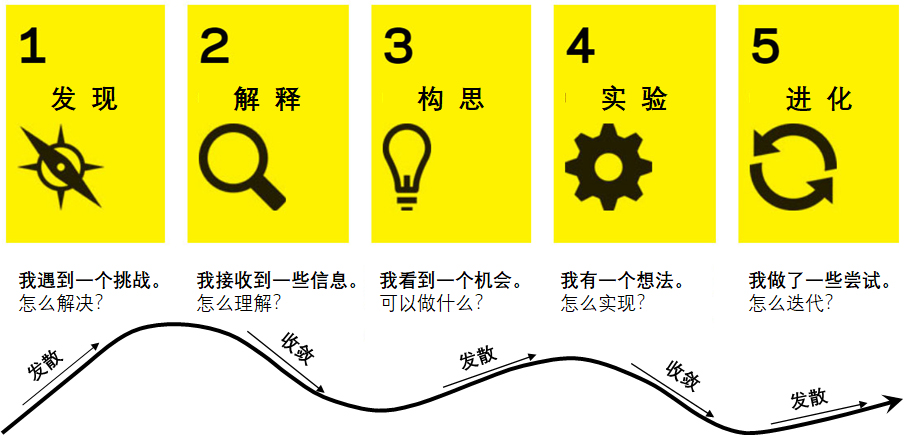 1
发现
2
解释
3
构思
4
实验
5
进化
我遇到一个挑战。
怎么解决？
我接收到一些信息。
怎么理解？
我看到一个机会。
可以做什么？
我有一个想法。
怎么实现？
我做了一些尝试。
怎么迭代？
发散
收敛
发散
收敛
发散